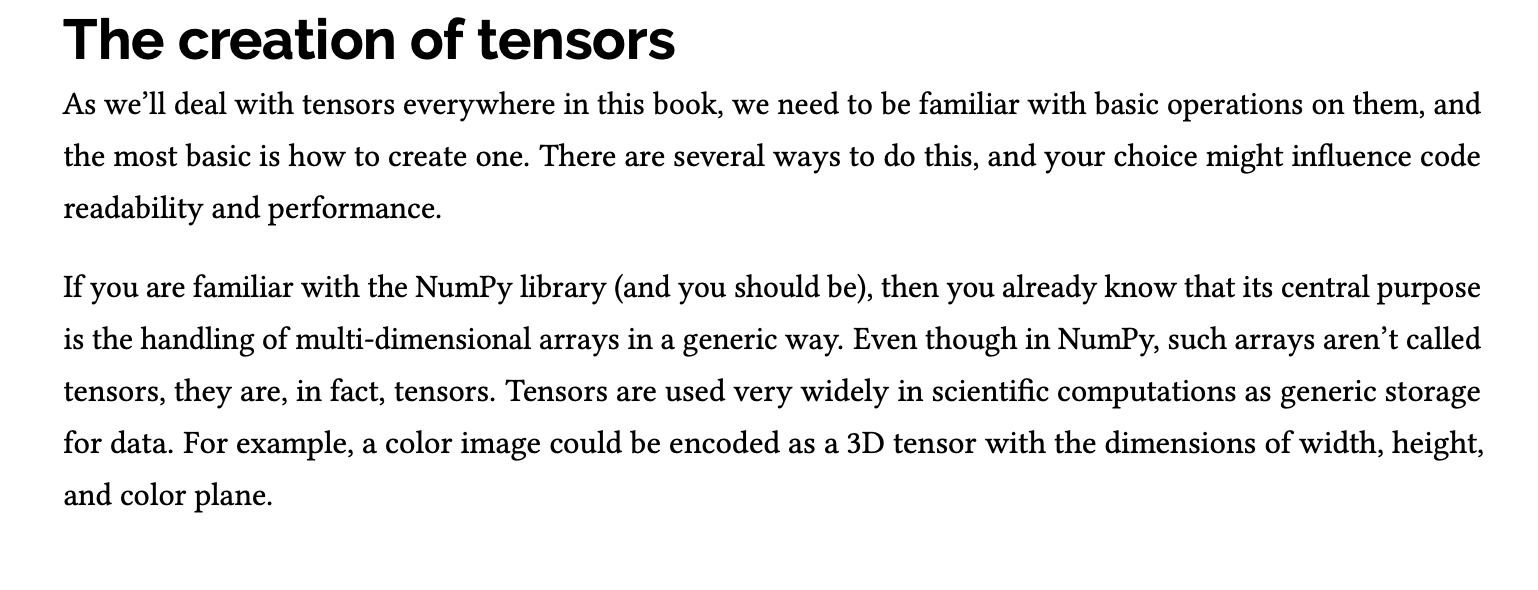 The creation of tensors
As we’ll deal with tensors everywhere in this book, we need to be familiar with basic operations on them, and
the most basic is how to create one. There are several ways to do this, and your choice might influence code
readability and performance.
If you are familiar with the NumPy library (and you should be), then you already know that its central purpose
is the handling of multi-dimensional arrays in a generic way. Even though in NumPy, such arrays aren’t called
tensors, they are, in fact, tensors. Tensors are used very widely in scientific computations as generic storage
for data. For example, a color image could be encoded as a 3D tensor with the dimensions of width, height,
and color plane.